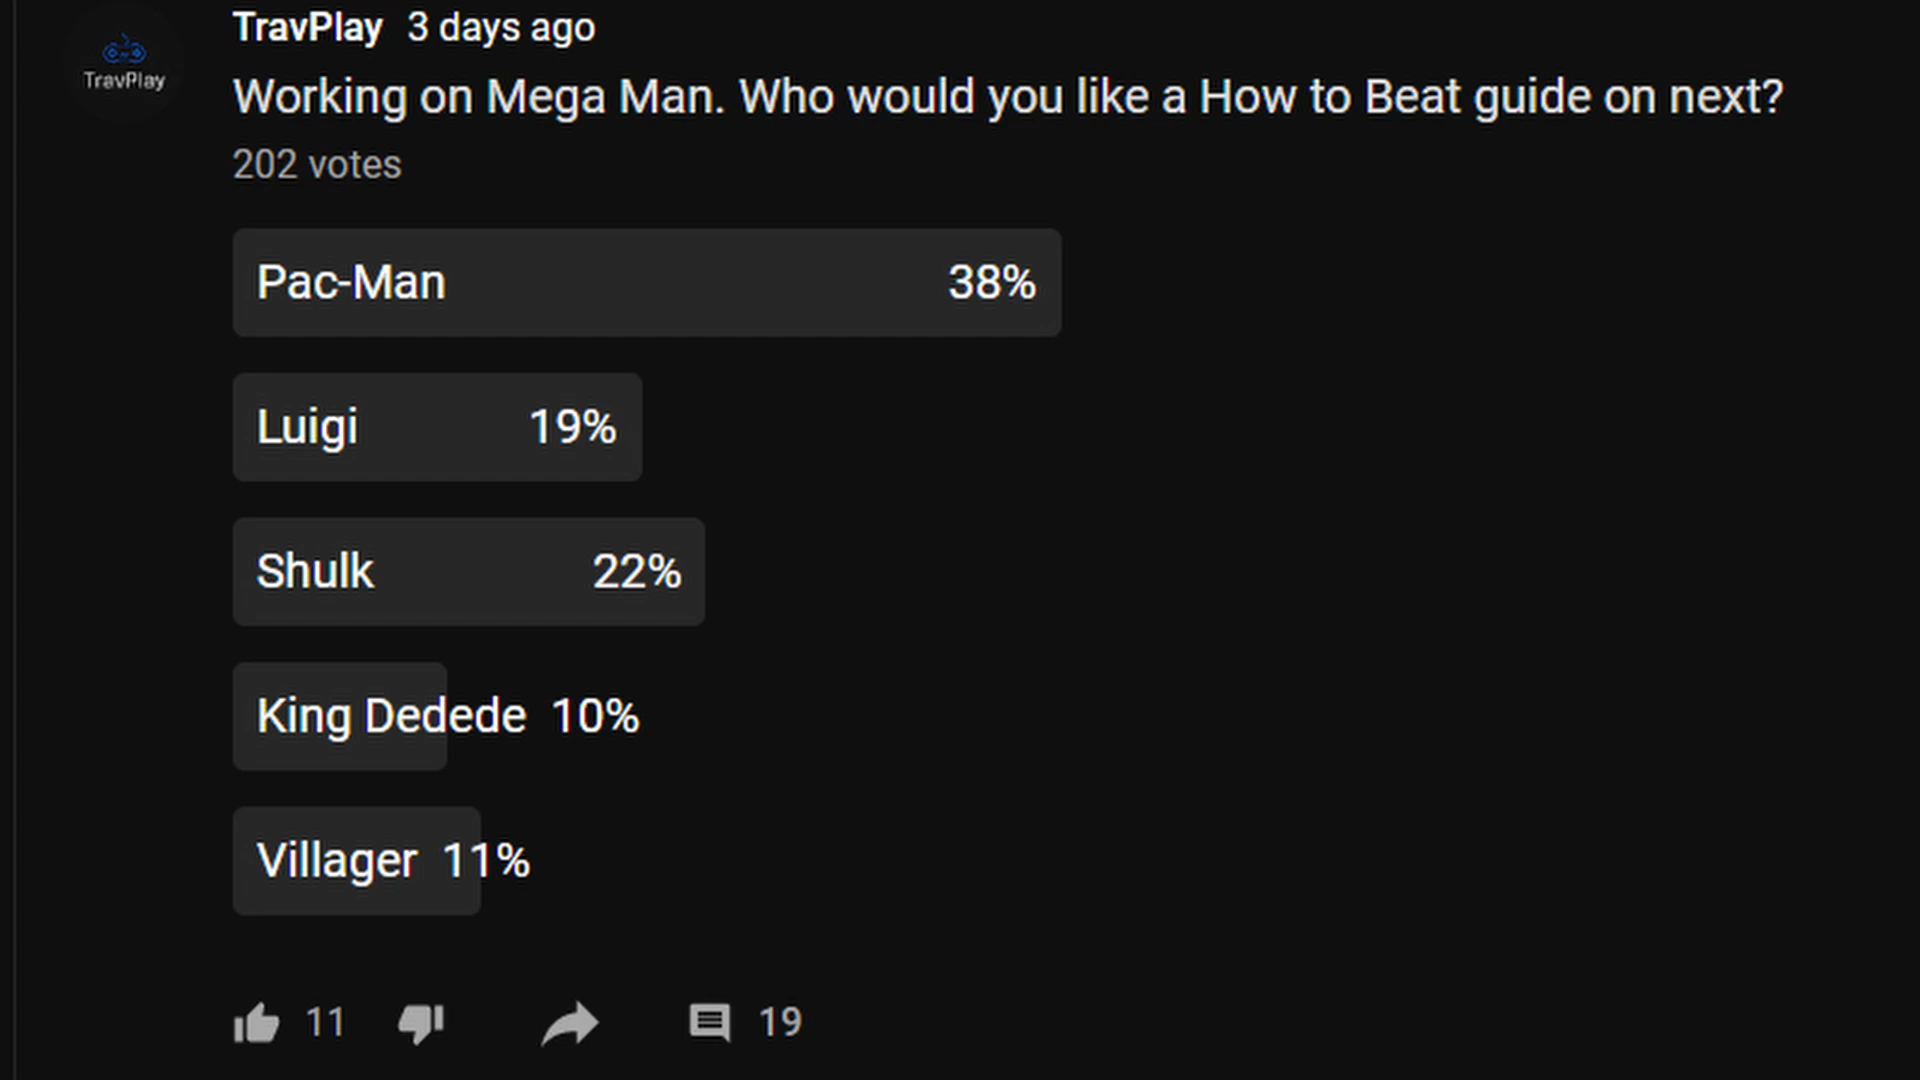 TravPlay 3 days ago
TravPlay
Working on Mega Man. Who would you like a How to Beat guide on next?
202 votes
Pac-Man 38%
Luigi 19%
Shulk 22%
King Dedede 10%
Villager 11%
11 19